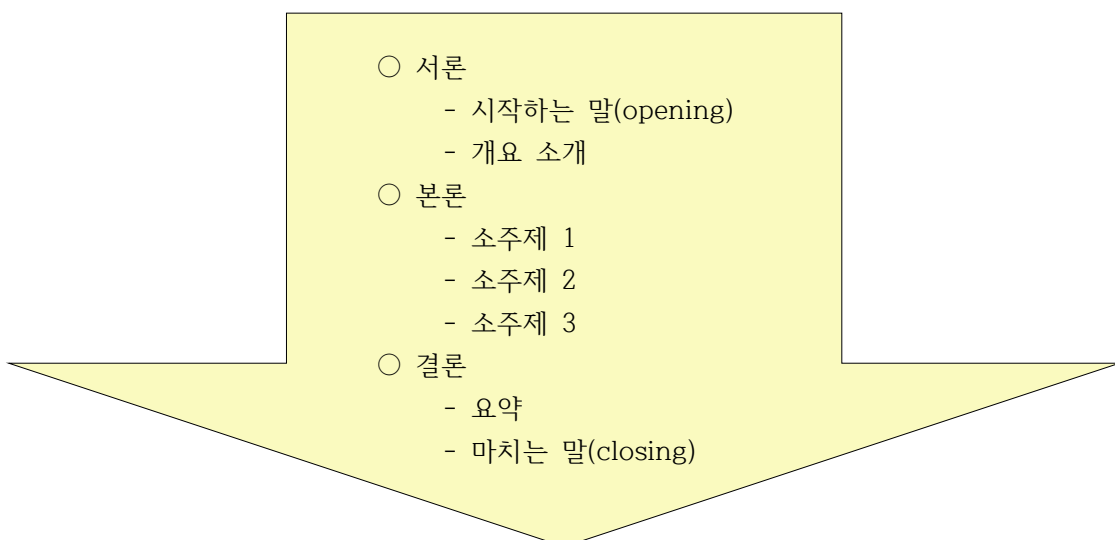 ○ 서론
- 시작하는 말(opening)
- 개요 소개
○ 본론
- 소주제 1
- 소주제 2
- 소주제 3
○ 결론
- 요약
- 마치는 말(closing)